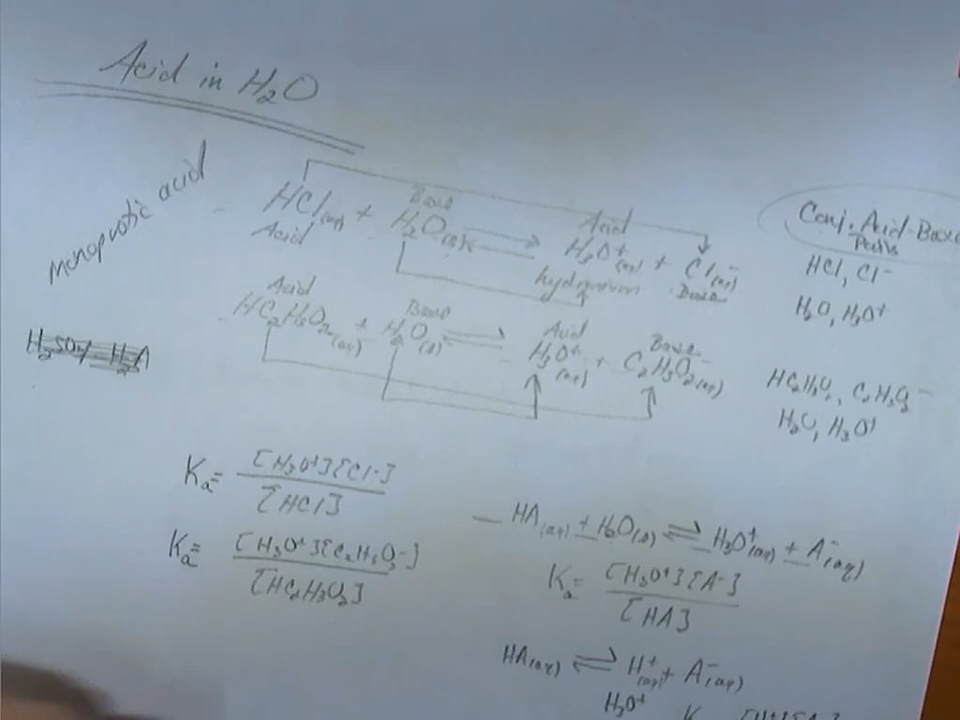 Acid in H2O
monoprotic acid
HCl(aq) + H2O(l) ⇌ H3O+(aq) + Cl-(aq)
Acid Base Acid Base
hydronium
Conj. Acid-Base
Pairs
HCl, Cl-
H2O, H3O+
Acid Base Acid Base
HC2H3O2(aq) + H2O(l) ⇌ H3O+(aq) + C2H3O2-(aq)
H2SO4 H2A
HC2H3O2, C2H3O2-
H2O, H3O+
Ka = [H3O+][Cl-]
[HCl]
Ka = [H3O+][C2H3O2-]
[HC2H3O2]
HA(aq) + H2O(l) ⇌ H3O+(aq) + A-(aq)
Ka = [H3O+][A-]
[HA]
HA(aq) ⇌ H+(aq) + A-(aq)
H3O+